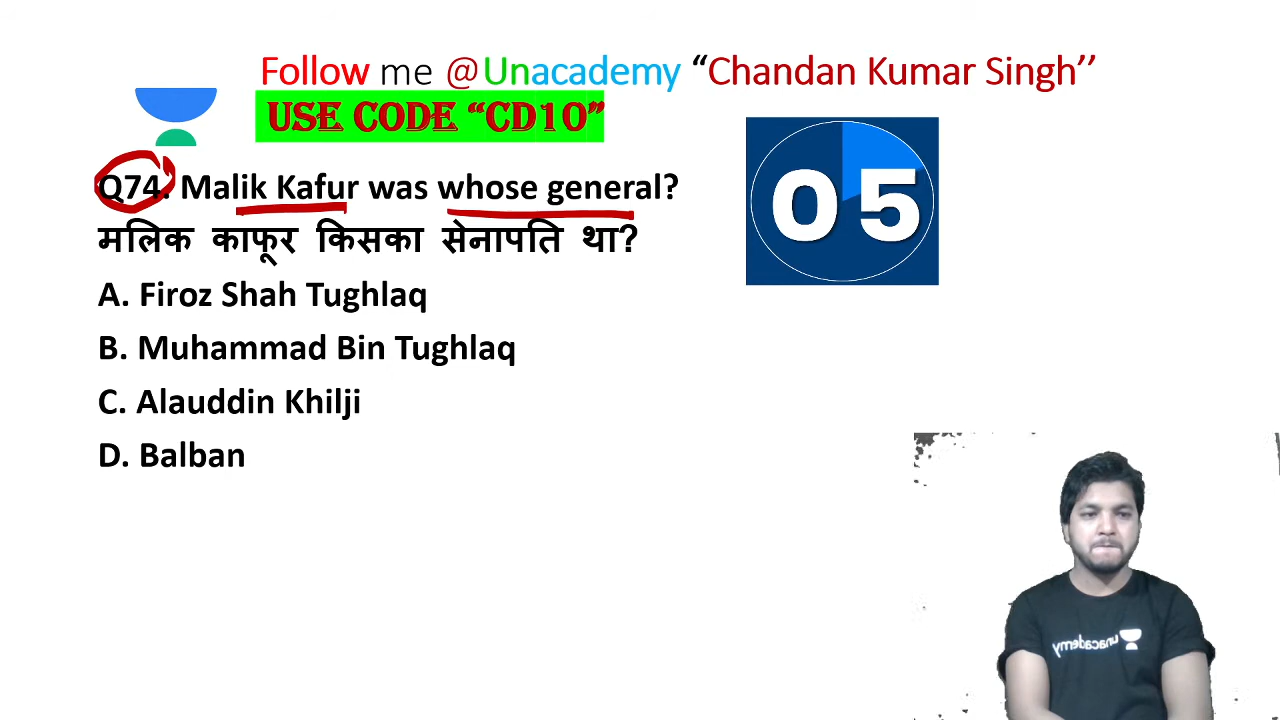 Follow me @Unacademy “Chandan Kumar Singh’’
USE CODE “CD10”
05
Q74. Malik Kafur was whose general?
मलिक काफूर किसका सेनापति था?
A. Firoz Shah Tughlaq
B. Muhammad Bin Tughlaq
C. Alauddin Khilji
D. Balban
unacademy